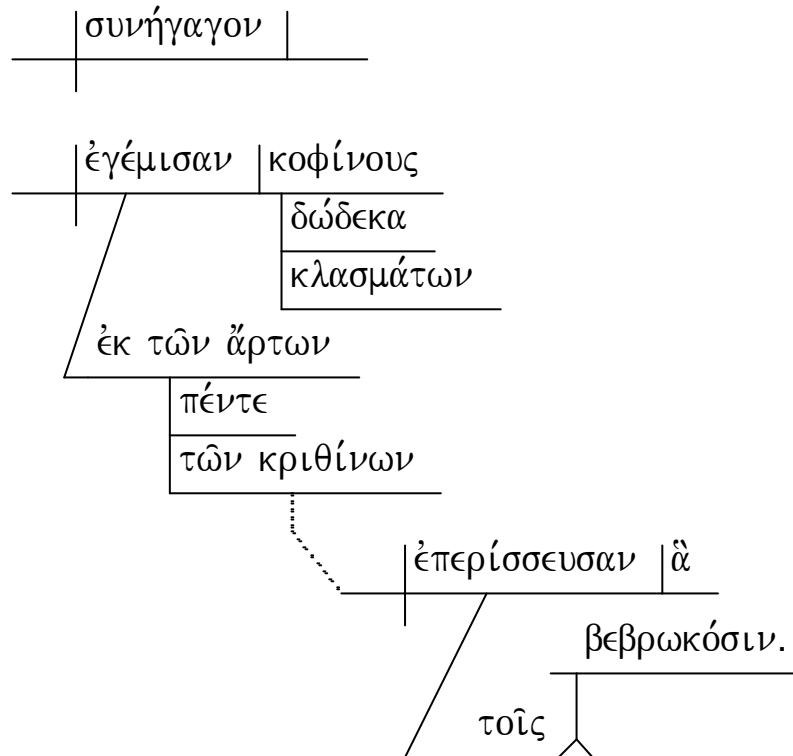 συνήγαγον
ἐγέμισαν κοφίνους
δώδεκα
κλασμάτων
ἐκ τῶν ἄρτων
πέντε
τῶν κριθίνων
ἐπερίσσευσαν ἃ
βεβρωκόσιν.
τοῖς